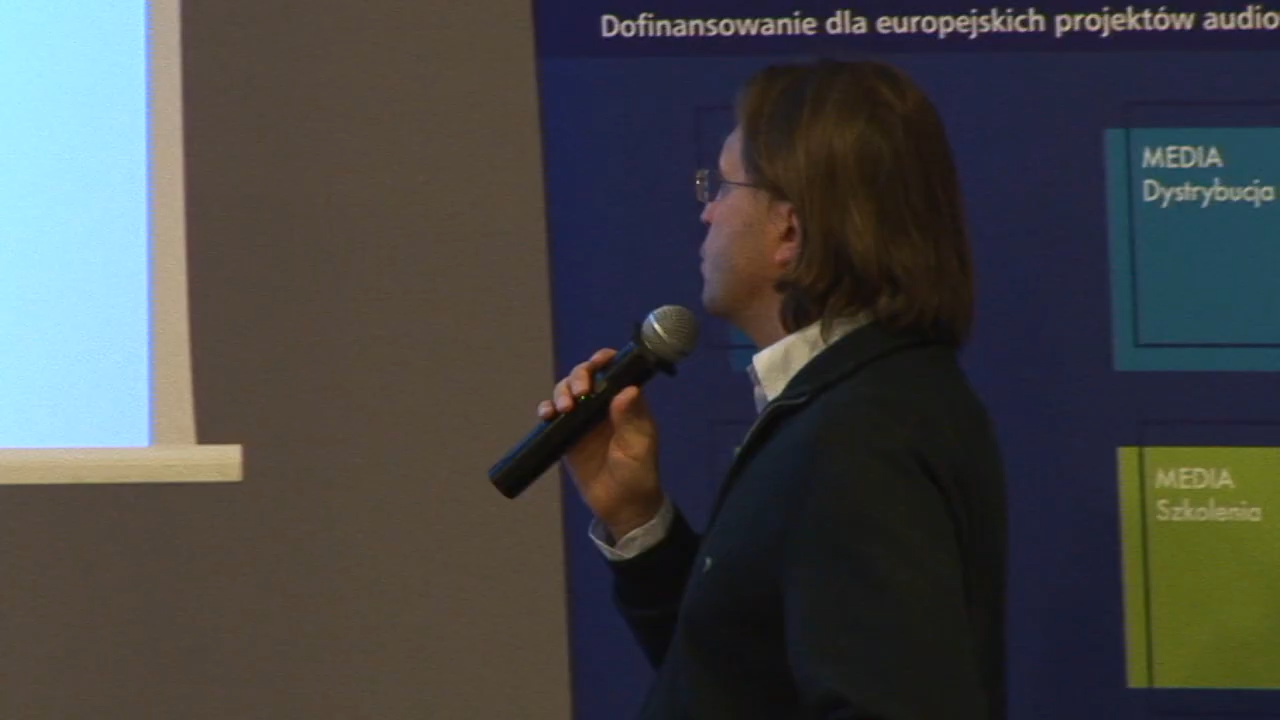 Dofinansowanie dla europejskich projektów audio
MEDIA
Dystrybucja
MEDIA
Szkolenia